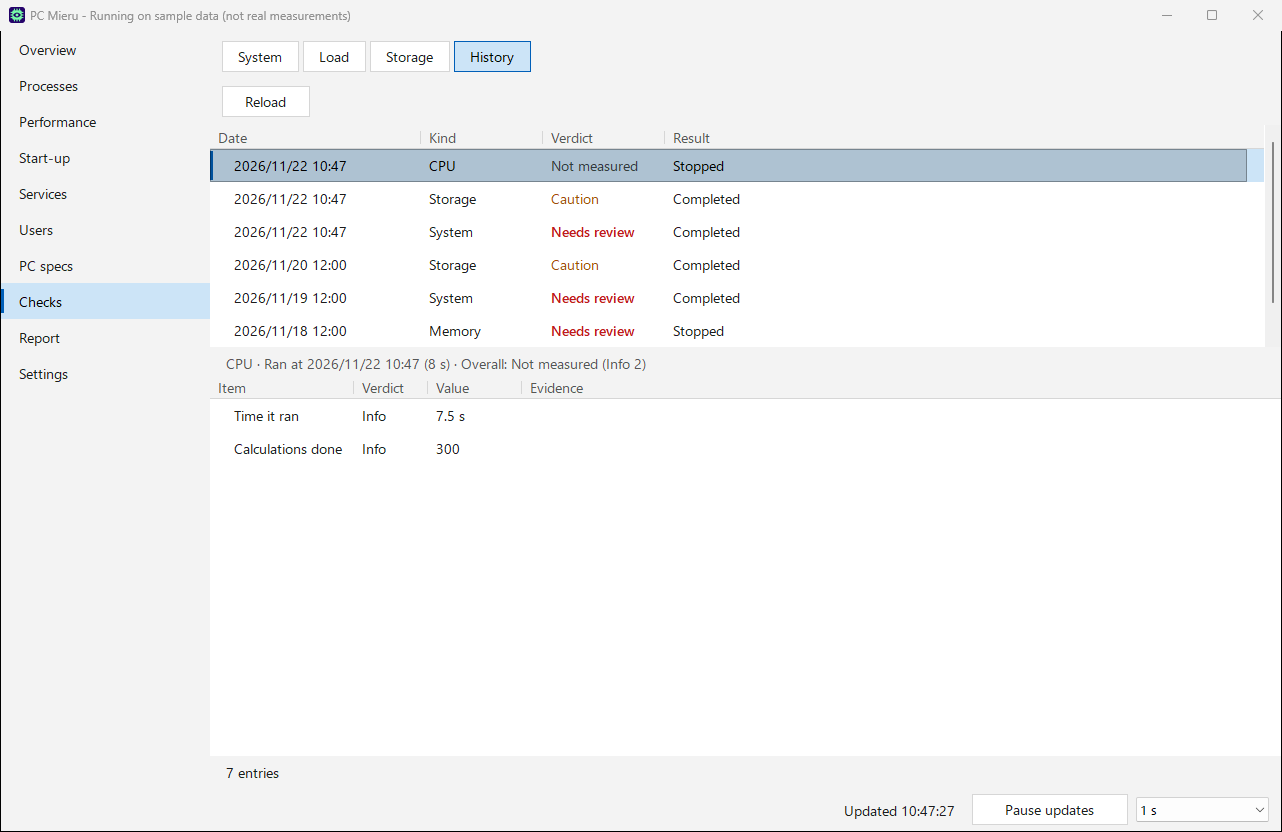 PC Mieru - Running on sample data (not real measurements)
Overview
Processes
Performance
Start-up
Services
Users
PC specs
Checks
Report
Settings
System Load Storage History
Reload
Date Kind Verdict Result
2026/11/22 10:47 CPU Not measured Stopped
2026/11/22 10:47 Storage Caution Completed
2026/11/22 10:47 System Needs review Completed
2026/11/20 12:00 Storage Caution Completed
2026/11/19 12:00 System Needs review Completed
2026/11/18 12:00 Memory Needs review Stopped
CPU · Ran at 2026/11/22 10:47 (8 s) · Overall: Not measured (Info 2)
Item Verdict Value Evidence
Time it ran Info 7.5 s
Calculations done Info 300
7 entries
Updated 10:47:27 Pause updates 1 s